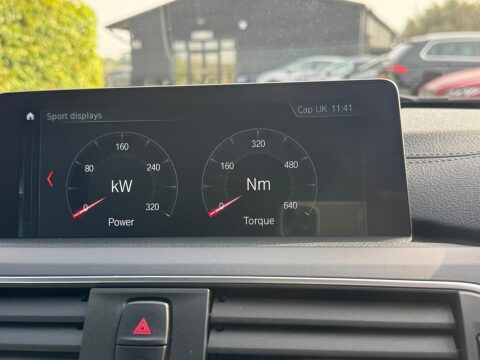 Sport displays
Cap UK 11:41
160
80
240
kW
0
320
Power
320
160
480
Nm
0
640
Torque